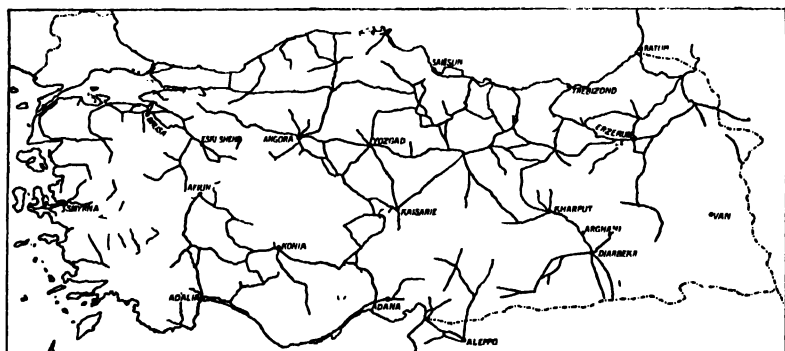 SAMSUN
BATUM
TREBIZOND
BRUSA
ESKI SHEHR
ANGORA
YOZGAD
ERZERUM
AFIUN
SMYRNA
KAISARIE
KHARPUT
VAN
ARGHANI
KONIA
DIARBEKR
ADALIA
ADANA
ALEPPO